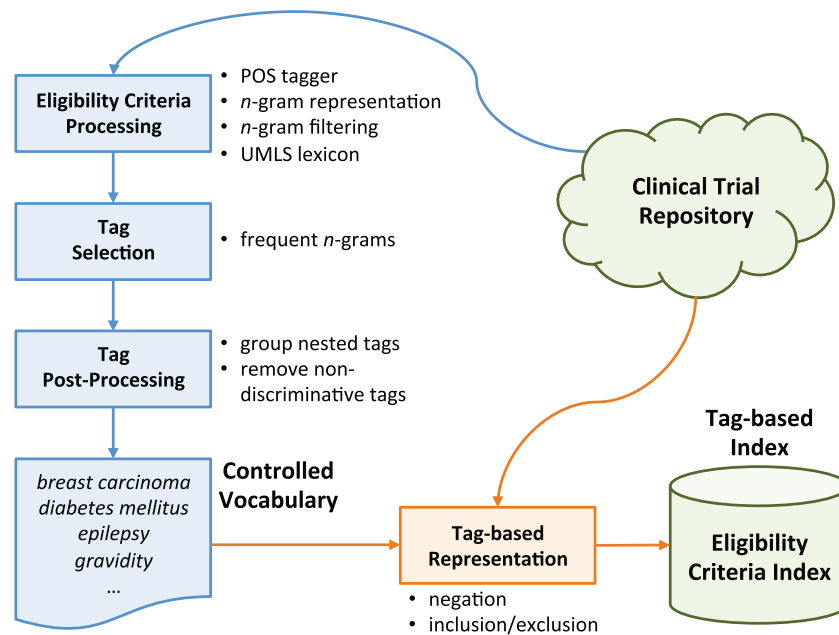 Eligibility Criteria
Processing
• POS tagger
• n-gram representation
• n-gram filtering
• UMLS lexicon
Clinical Trial
Repository
Tag
Selection
• frequent n-grams
Tag
Post-Processing
• group nested tags
• remove non-
discriminative tags
breast carcinoma
diabetes mellitus
epilepsy
gravidity
...
Controlled
Vocabulary
Tag-based
Representation
• negation
• inclusion/exclusion
Tag-based
Index
Eligibility
Criteria Index